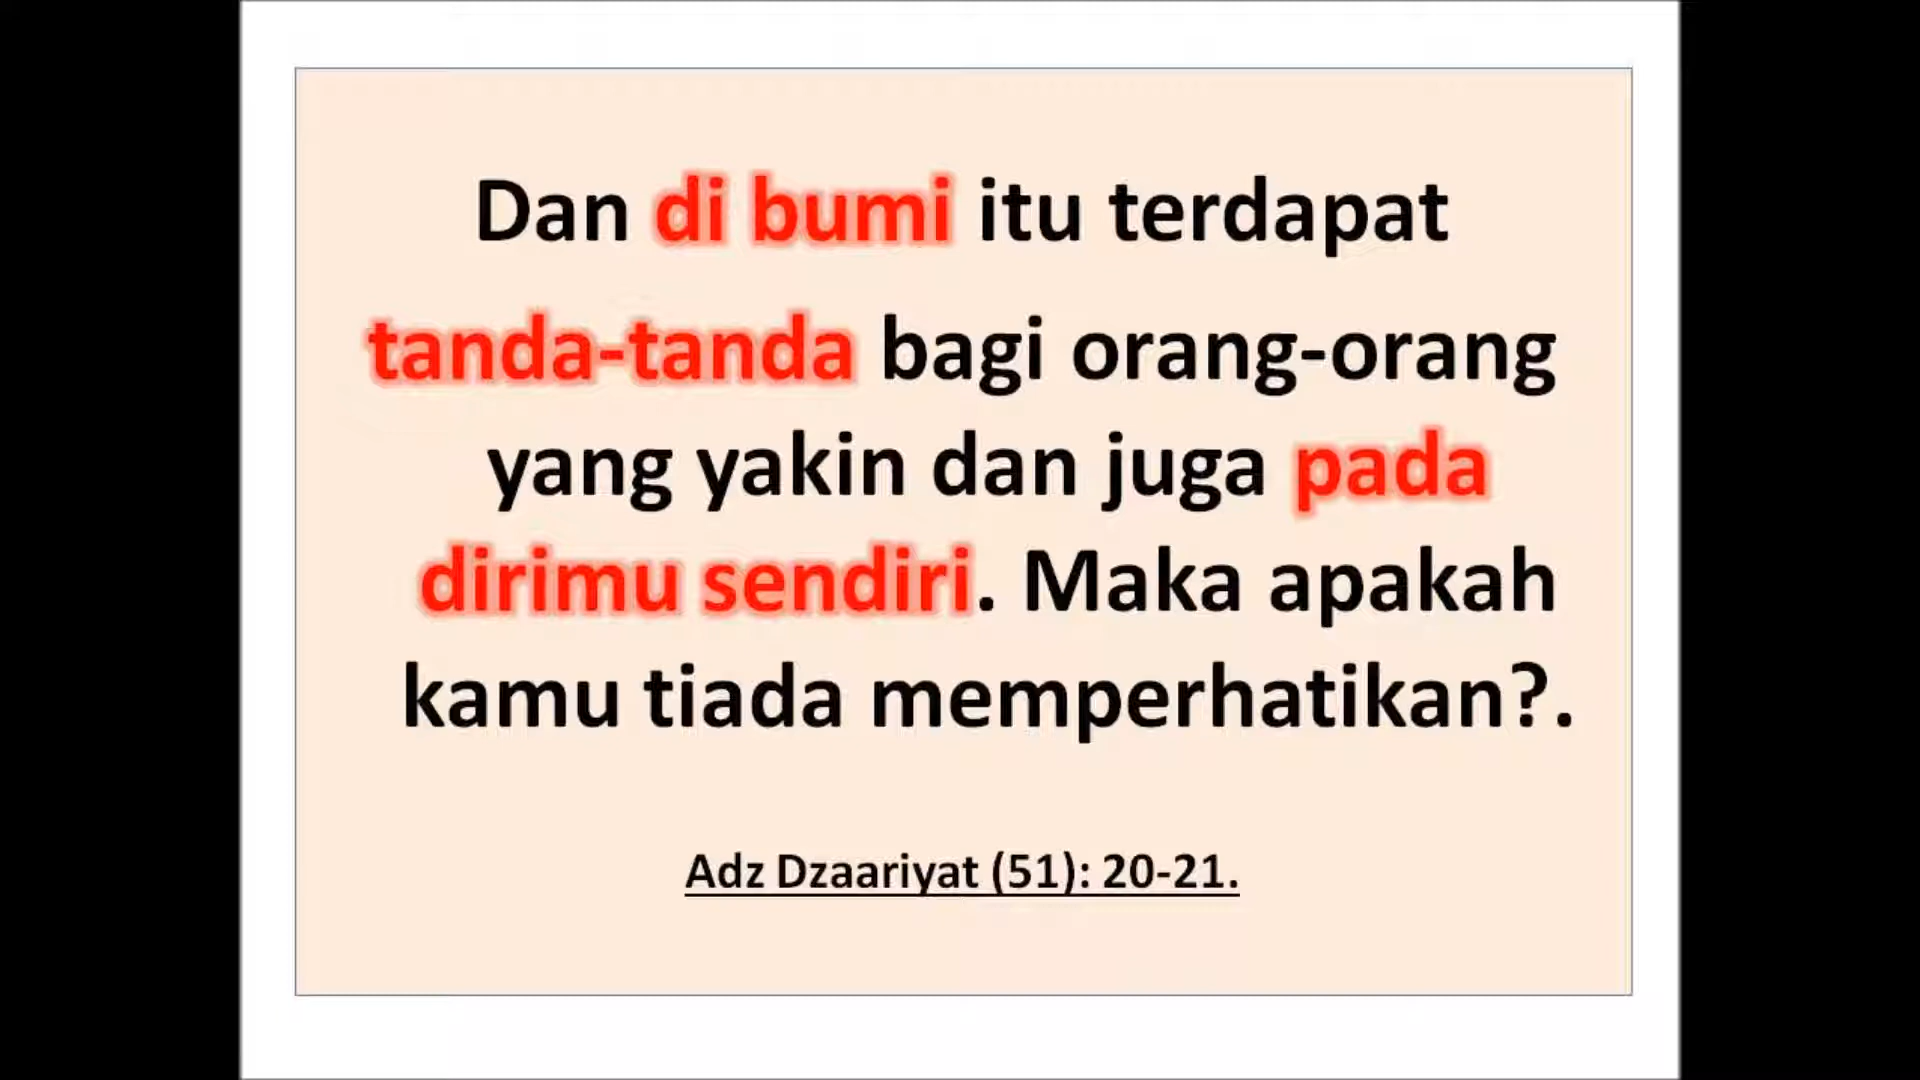 Dan di bumi itu terdapat
tanda-tanda bagi orang-orang
yang yakin dan juga pada
dirimu sendiri. Maka apakah
kamu tiada memperhatikan?.
Adz Dzaariyat (51): 20-21.